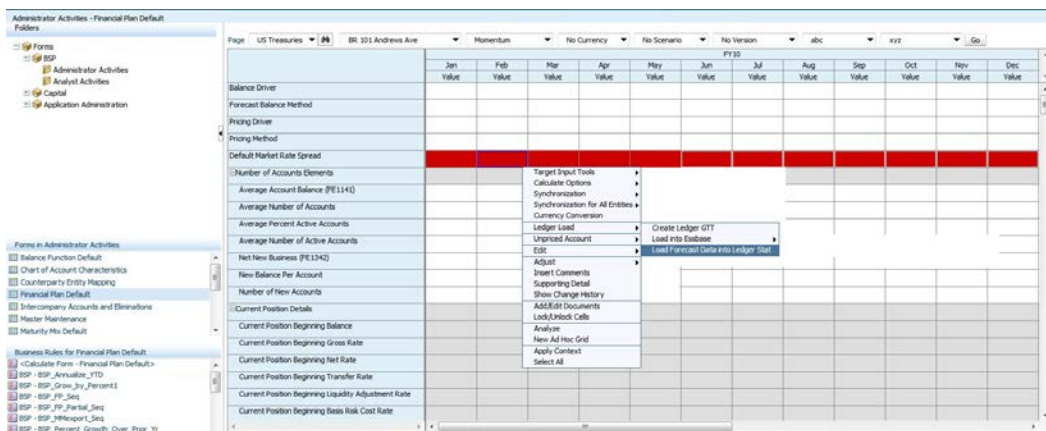 Administrator Activities - Financial Plan Default
Folders
Forms
BSP
Administrator Activities
Analyst Activities
Capital
Application Administration
Forms in Administrator Activities
Balance Function Default
Chart of Account Characteristics
Counterparty Entity Mapping
Financial Plan Default
Intercompany Accounts and Eliminations
Master Maintenance
Maturity Mix Default
Business Rules for Financial Plan Default
<Calculate Form - Financial Plan Default>
BSP - BSP_Annualize_YTD
BSP - BSP_Grow_by_Percent1
BSP - BSP_FP_Seq
BSP - BSP_FP_Partial_Seq
BSP - BSP_MMexport_Seq
BSP - BSP_Percent_Growth_Over_Prior_Yr
Page US Treasuries BR 101 Andrews Ave Momentum No Currency No Scenario No Version abc xyz Go
FY10
Jan Feb Mar Apr May Jun Jul Aug Sep Oct Nov Dec
Value Value Value Value Value Value Value Value Value Value Value Value
Balance Driver
Forecast Balance Method
Pricing Driver
Pricing Method
Default Market Rate Spread
Number of Accounts Elements
Average Account Balance (FE1141)
Average Number of Accounts
Average Percent Active Accounts
Average Number of Active Accounts
Net New Business (FE1342)
New Balance Per Account
Number of New Accounts
Current Position Details
Current Position Beginning Balance
Current Position Beginning Gross Rate
Current Position Beginning Net Rate
Current Position Beginning Transfer Rate
Current Position Beginning Liquidity Adjustment Rate
Current Position Beginning Basis Risk Cost Rate
Target Input Tools
Calculate Options
Synchronization
Synchronization for All Entities
Currency Conversion
Ledger Load
Unpriced Account
Edit
Adjust
Insert Comments
Supporting Detail
Show Change History
Add/Edit Documents
Lock/Unlock Cells
Analyze
New Ad Hoc Grid
Apply Context
Select All
Create Ledger GTT
Load into Essbase
Load Forecast Data into Ledger Stat